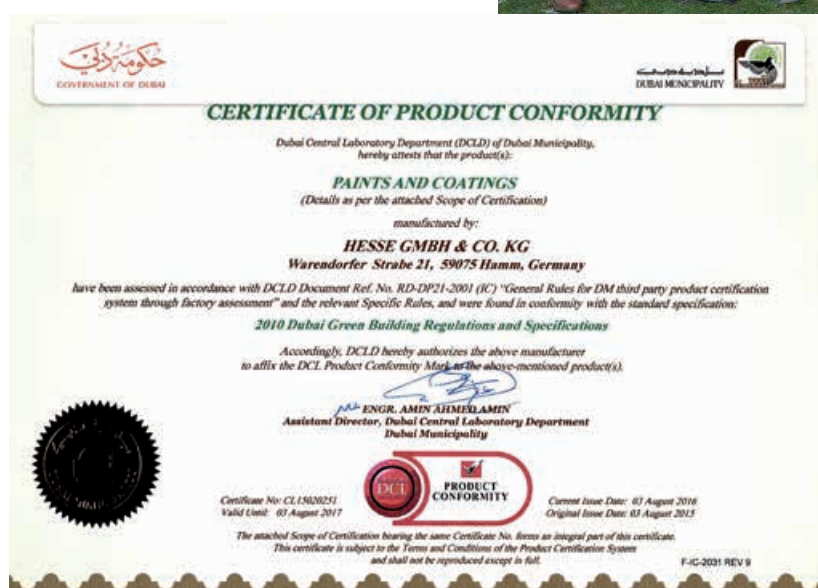 حكومة دبي
GOVERNMENT OF DUBAI
بلدية دبي
DUBAI MUNICIPALITY
CERTIFICATE OF PRODUCT CONFORMITY
Dubai Central Laboratory Department (DCLD) of Dubai Municipality,
hereby attests that the product(s):
PAINTS AND COATINGS
(Details as per the attached Scope of Certification)
manufactured by:
HESSE GMBH & CO. KG
Warendorfer Strabe 21, 59075 Hamm, Germany
have been assessed in accordance with DCLD Document Ref. No. RD-DP21-2001 (IC) "General Rules for DM third party product certification
system through factory assessment" and the relevant Specific Rules, and were found in conformity with the standard specification:
2010 Dubai Green Building Regulations and Specifications
Accordingly, DCLD hereby authorizes the above manufacturer
to affix the DCL Product Conformity Mark to the above-mentioned product(s).
ENGR. AMIN AHMED AMIN
Assistant Director, Dubai Central Laboratory Department
Dubai Municipality
DCL
PRODUCT
CONFORMITY
Certificate No: CL15020251
Valid Until: 03 August 2017
Current Issue Date: 03 August 2016
Original Issue Date: 03 August 2015
The attached Scope of Certification bearing the same Certificate No. forms an integral part of this certificate.
This certificate is subject to the Terms and Conditions of the Product Certification System
and shall not be reproduced except in full.
F-IC-2031 REV 9